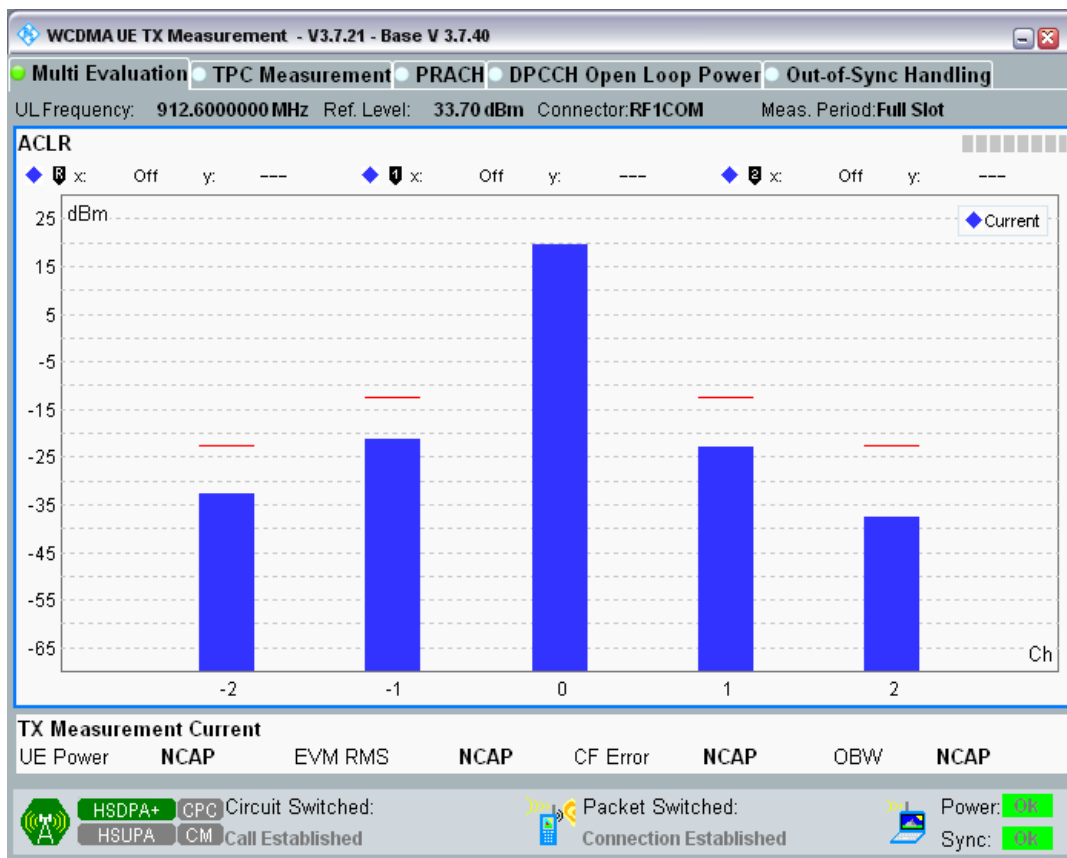 WCDMA UE TX Measurement - V3.7.21 - Base V 3.7.40
Multi Evaluation TPC Measurement PRACH DPCCH Open Loop Power Out-of-Sync Handling
UL Frequency: 912.6000000 MHz Ref. Level: 33.70 dBm Connector:RF1COM Meas. Period:Full Slot
ACLR
R x: Off y: --- 1 x: Off y: --- 2 x: Off y: ---
dBm
Current
25
15
5
-5
-15
-25
-35
-45
-55
-65
Ch
-2 -1 0 1 2
TX Measurement Current
UE Power NCAP EVM RMS NCAP CF Error NCAP OBW NCAP
HSDPA+ CPC Circuit Switched: Packet Switched: Power: Ok
HSUPA CM Call Established Connection Established Sync: Ok